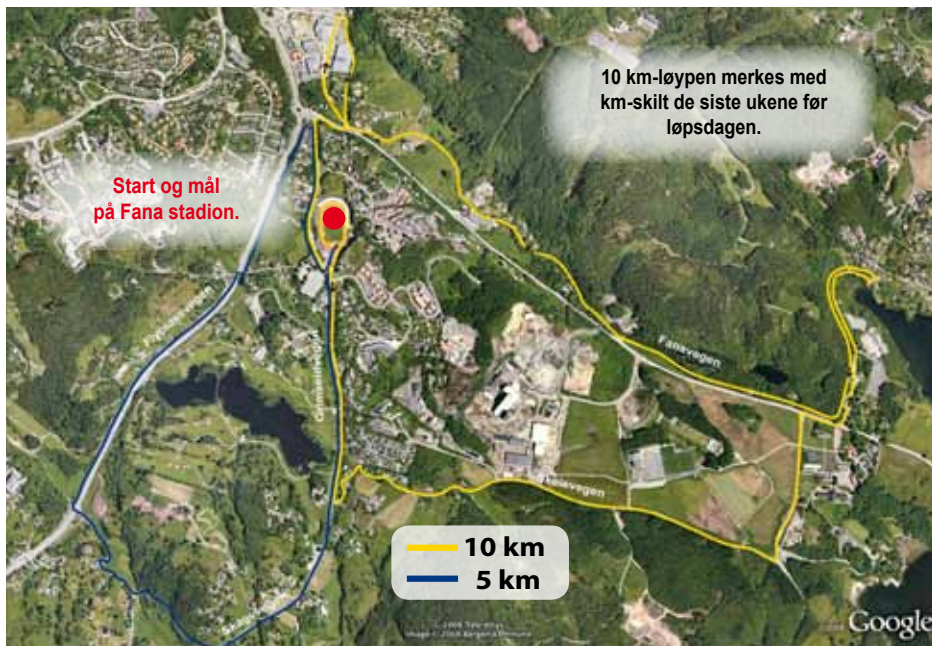 10 km-løypen merkes med
km-skilt de siste ukene før
løpsdagen.
Start og mål
på Fana stadion.
Fanavegen
10 km
5 km
Google